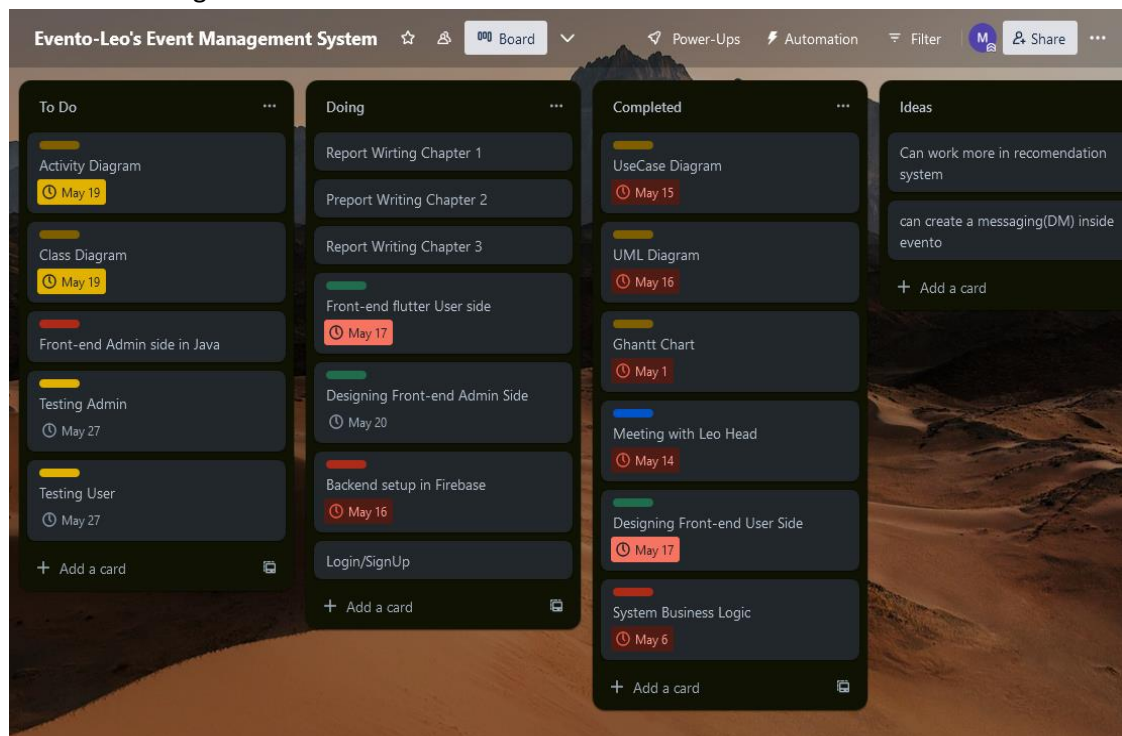 Evento-Leo's Event Management System
Board
Power-Ups
Automation
Filter
M
Share
To Do
Activity Diagram
May 19
Class Diagram
May 19
Front-end Admin side in Java
Testing Admin
May 27
Testing User
May 27
+ Add a card
Doing
Report Wirting Chapter 1
Preport Writing Chapter 2
Report Writing Chapter 3
Front-end flutter User side
May 17
Designing Front-end Admin Side
May 20
Backend setup in Firebase
May 16
Login/SignUp
+ Add a card
Completed
UseCase Diagram
May 15
UML Diagram
May 16
Ghantt Chart
May 1
Meeting with Leo Head
May 14
Designing Front-end User Side
May 17
System Business Logic
May 6
+ Add a card
Ideas
Can work more in recomendation
system
can create a messaging(DM) inside
evento
+ Add a card